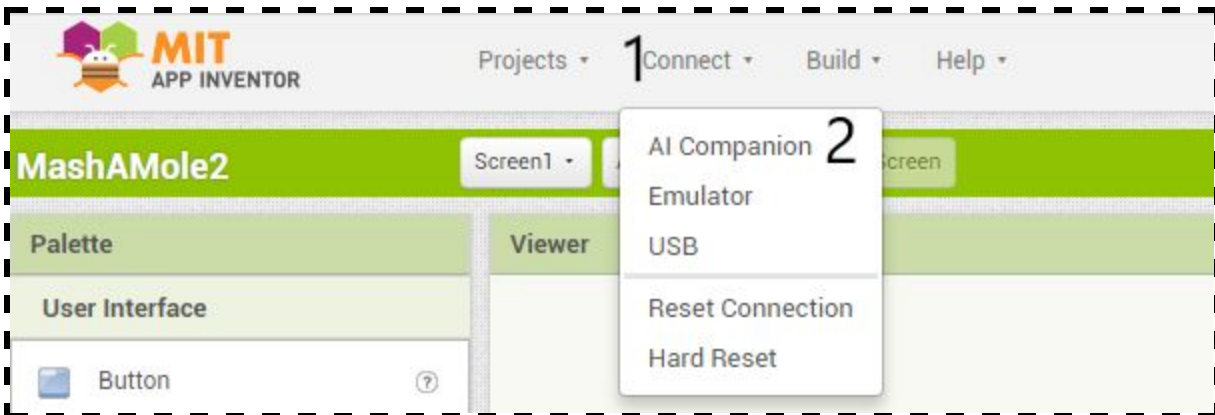 MIT
APP INVENTOR
Projects 1 Connect Build Help
MashAMole2
Screen1
Screen
AI Companion 2
Emulator
USB
Reset Connection
Hard Reset
Palette
Viewer
User Interface
Button ?